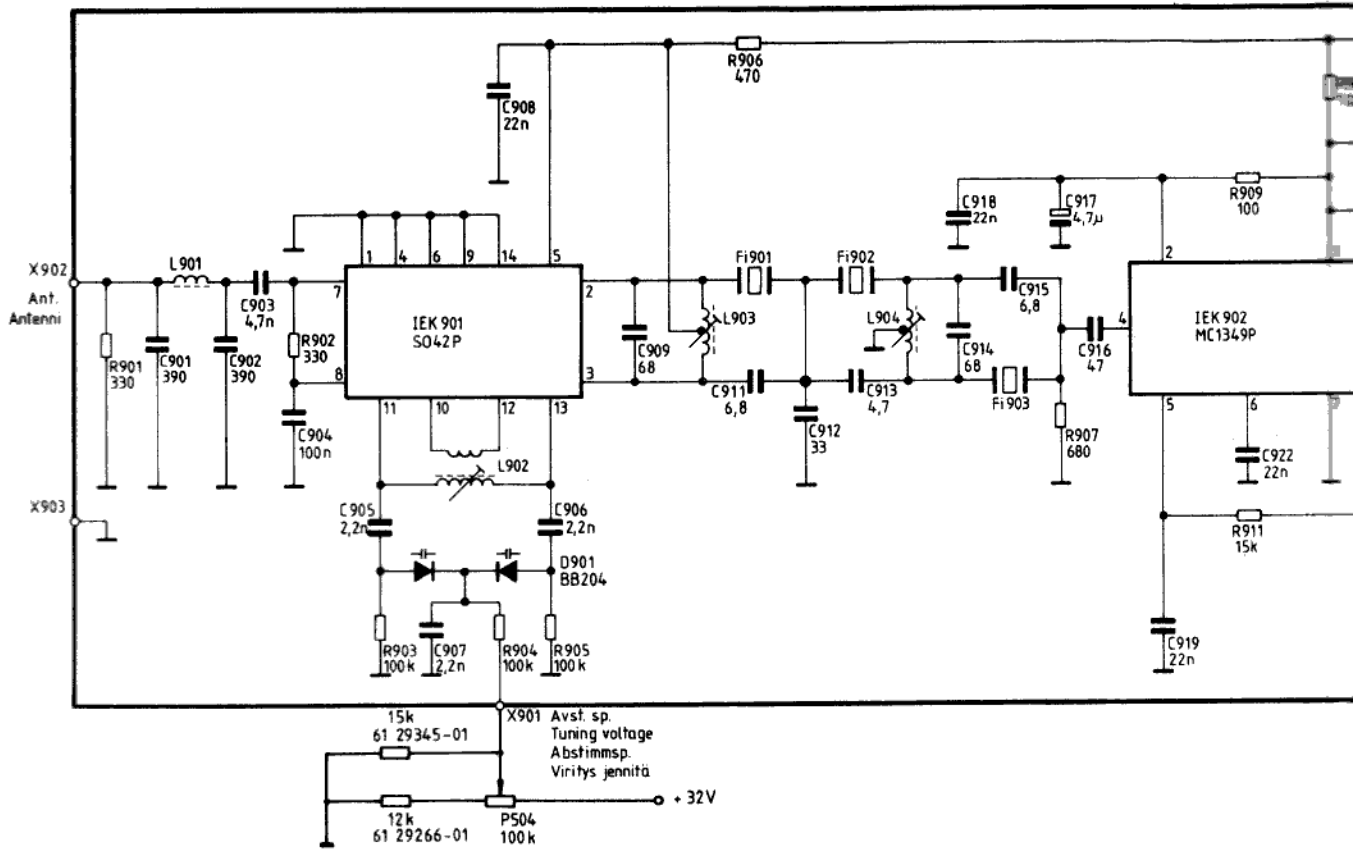 R906
470
C908
22n
R909
100
C918
22n
C917
4,7µ
1
4
6
9
14
5
2
X902
Ant.
Antenni
L901
C903
4,7n
7
IEK 901
SO42P
2
Fi901
Fi902
C915
6,8
4
IEK 902
MC1349P
R901
330
C901
390
C902
390
R902
330
8
C909
68
L903
L904
C914
68
C916
47
3
C911
6,8
C913
4,7
Fi903
C904
100n
11
10
12
13
C912
33
R907
680
5
6
C922
22n
L902
X903
C905
2,2n
C906
2,2n
R911
15k
D901
BB204
R903
100k
C907
2,2n
R904
100k
R905
100k
C919
22n
15k
61 29345-01
X901
Avst. sp.
Tuning voltage
Abstimmsp.
Viritys jennitä
+ 32V
12k
61 29266-01
P504
100k